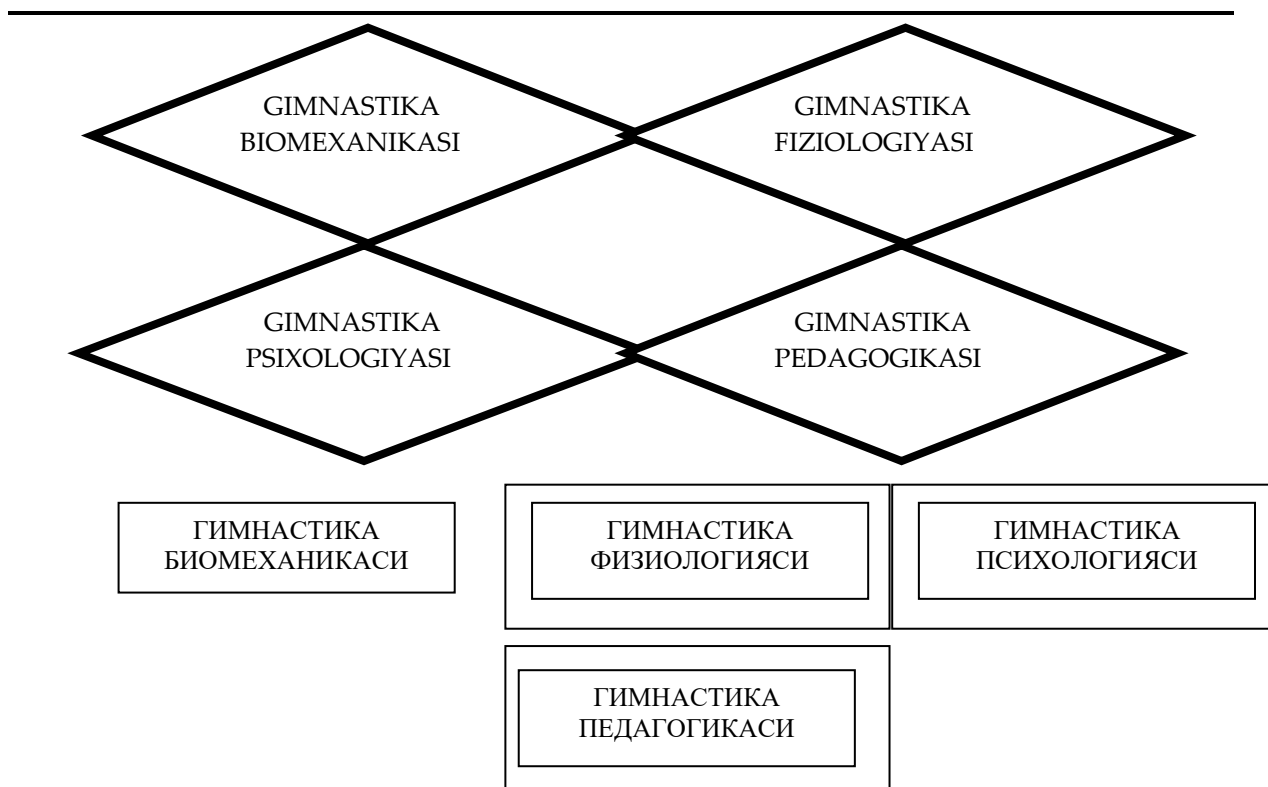 GIMNASTIKA
BIOMEXANIKASI
GIMNASTIKA
FIZIOLOGIYASI
GIMNASTIKA
PSIXOLOGIYASI
GIMNASTIKA
PEDAGOGIKASI
ГИМНАСТИКА
БИОМЕХАНИКАСИ
ГИМНАСТИКА
ФИЗИОЛОГИЯСИ
ГИМНАСТИКА
ПСИХОЛОГИЯСИ
ГИМНАСТИКА
ПЕДАГОГИКАСИ